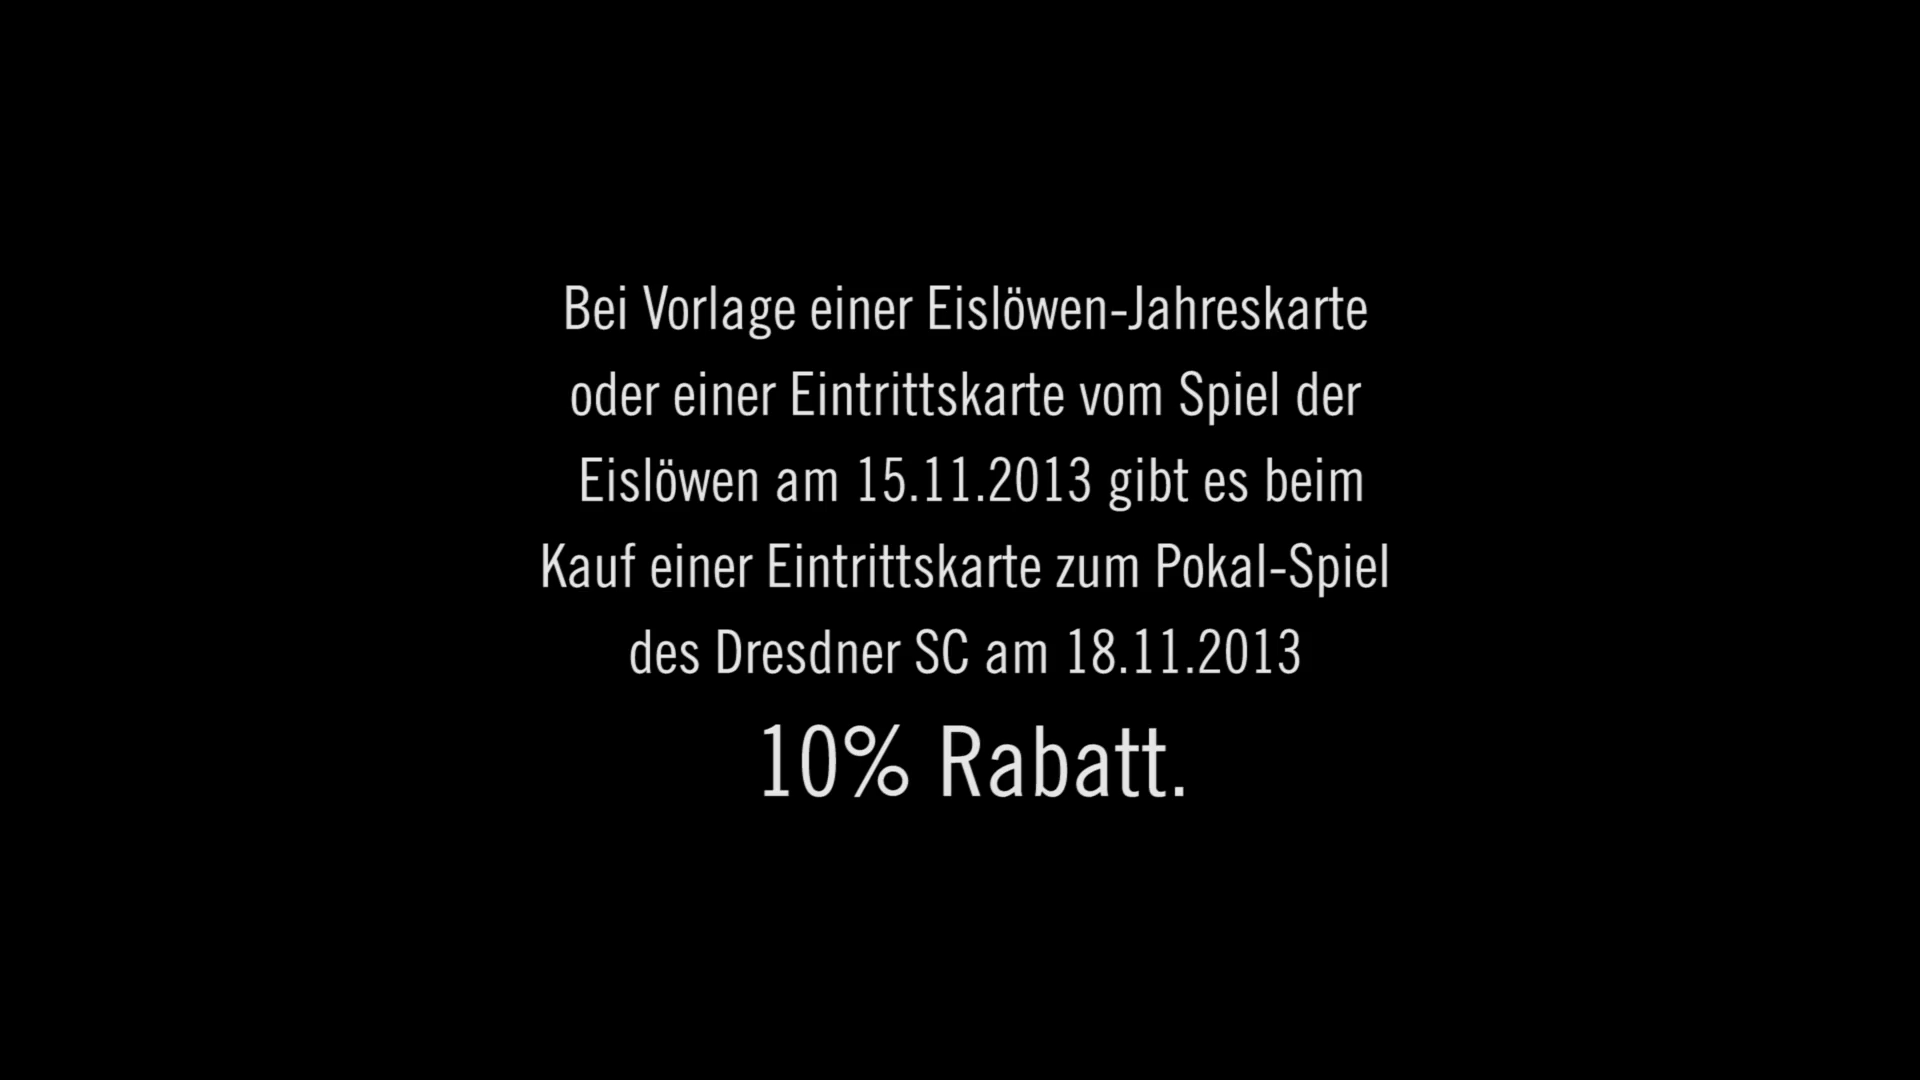 Bei Vorlage einer Eislöwen-Jahreskarte
oder einer Eintrittskarte vom Spiel der
Eislöwen am 15.11.2013 gibt es beim
Kauf einer Eintrittskarte zum Pokal-Spiel
des Dresdner SC am 18.11.2013
10% Rabatt.